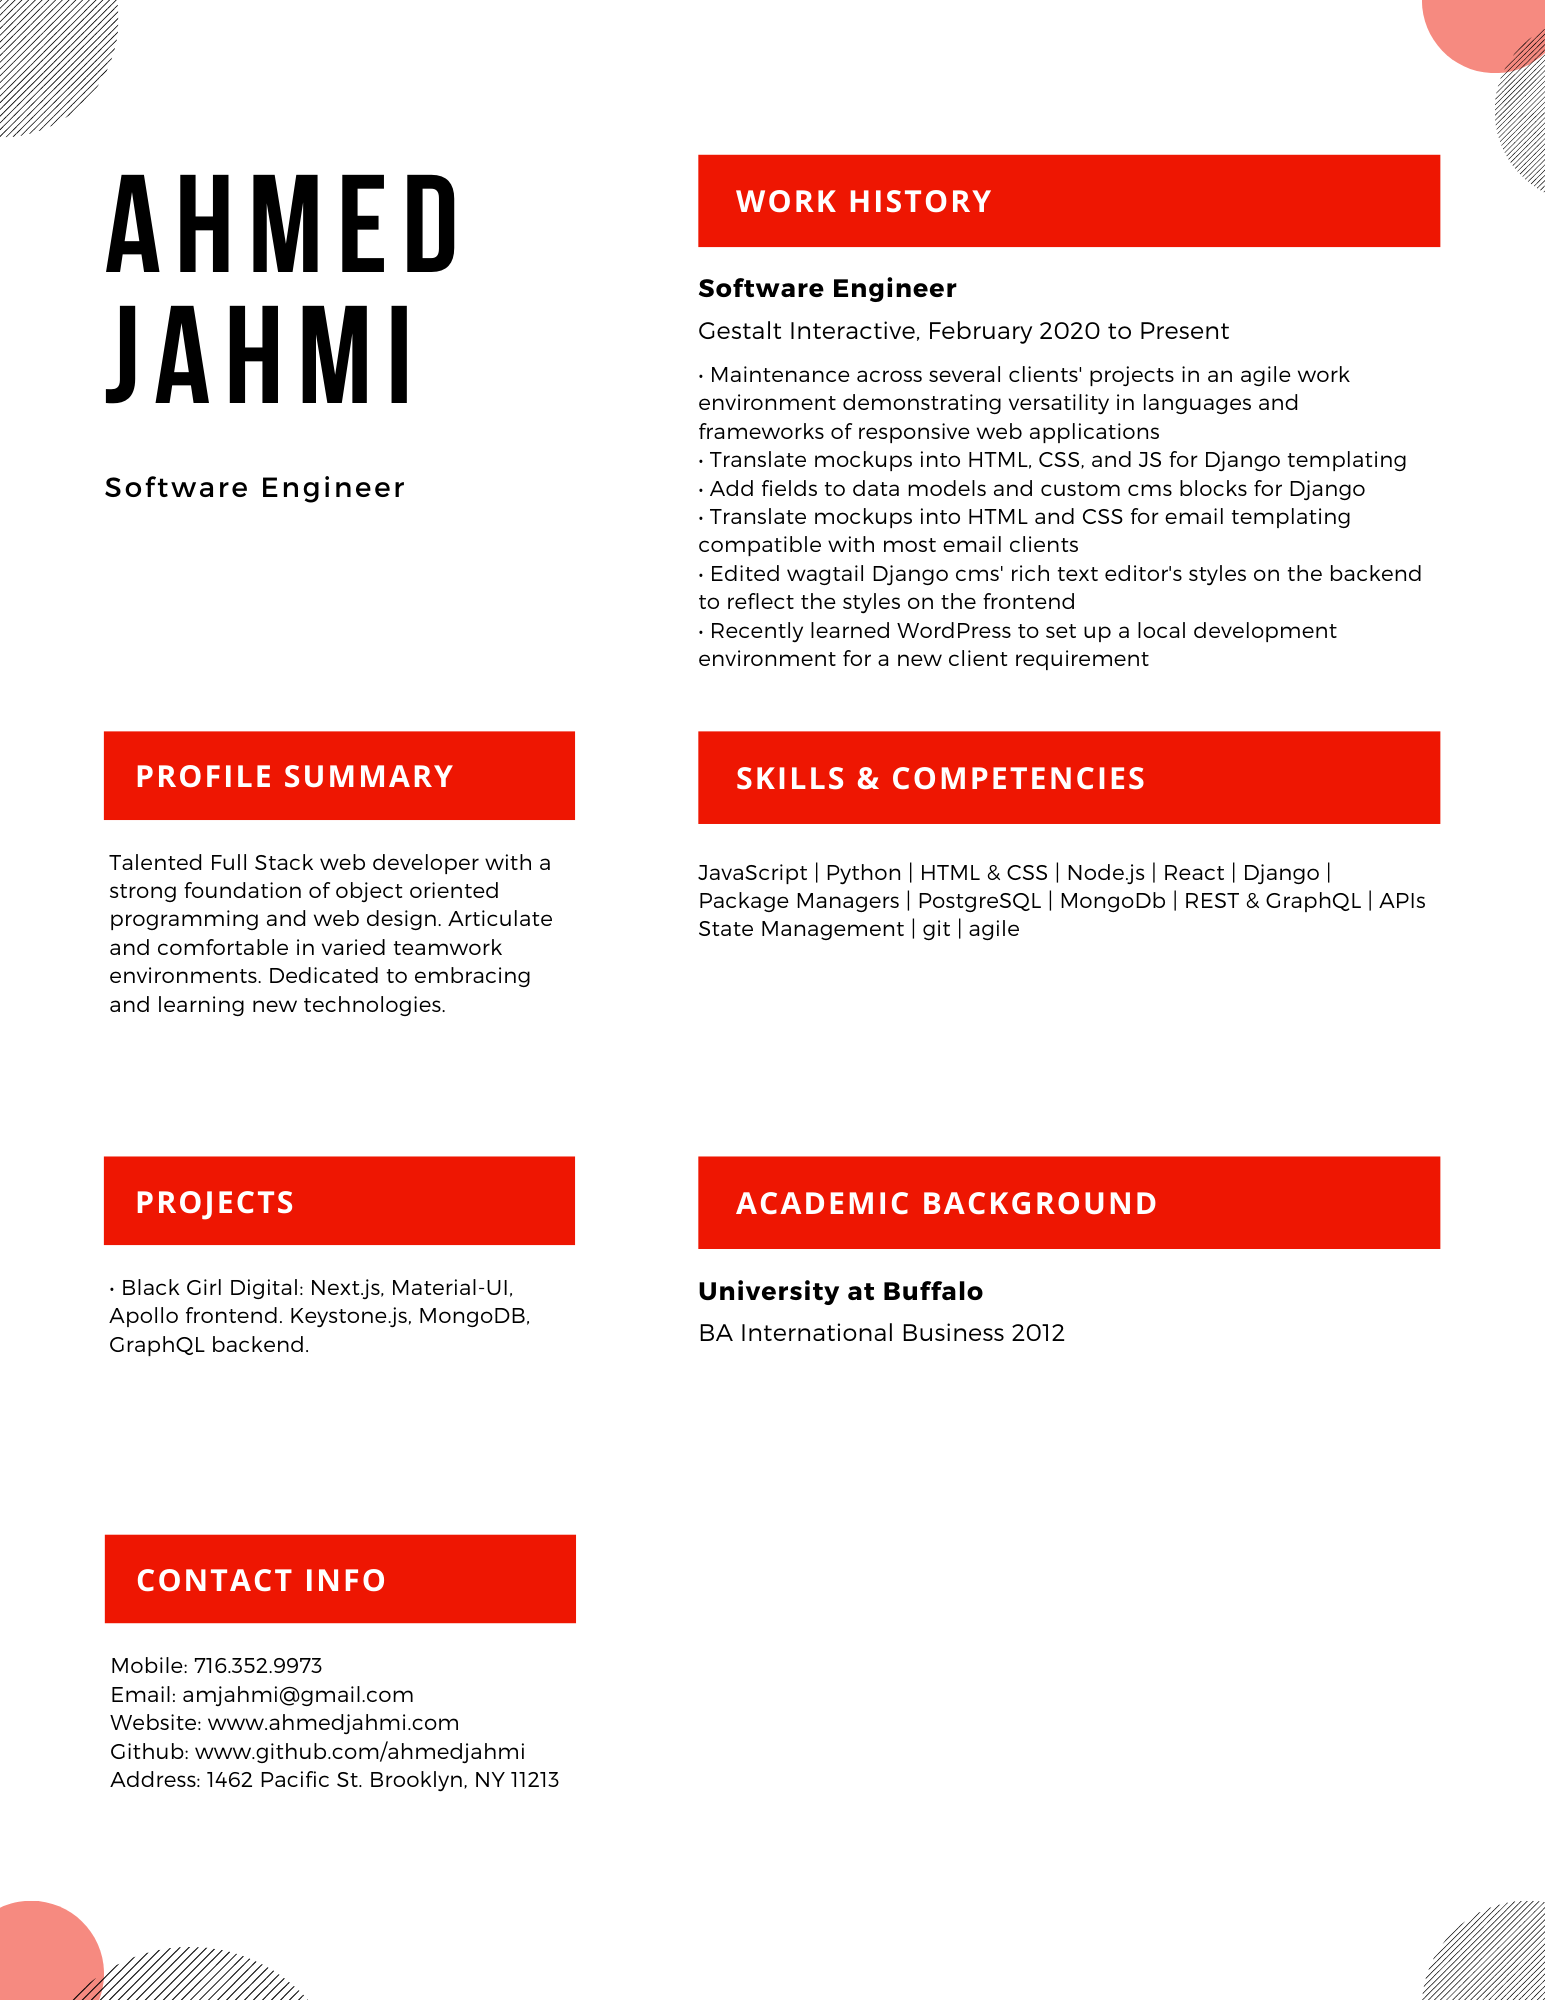 AHMED
JAHMI
Software Engineer
WORK HISTORY
Software Engineer
Gestalt Interactive, February 2020 to Present
• Maintenance across several clients' projects in an agile work
environment demonstrating versatility in languages and
frameworks of responsive web applications
• Translate mockups into HTML, CSS, and JS for Django templating
• Add fields to data models and custom cms blocks for Django
• Translate mockups into HTML and CSS for email templating
compatible with most email clients
• Edited wagtail Django cms' rich text editor's styles on the backend
to reflect the styles on the frontend
• Recently learned WordPress to set up a local development
environment for a new client requirement
PROFILE SUMMARY
Talented Full Stack web developer with a
strong foundation of object oriented
programming and web design. Articulate
and comfortable in varied teamwork
environments. Dedicated to embracing
and learning new technologies.
SKILLS & COMPETENCIES
JavaScript | Python | HTML & CSS | Node.js | React | Django |
Package Managers | PostgreSQL | MongoDb | REST & GraphQL | APIs
State Management | git | agile
PROJECTS
• Black Girl Digital: Next.js, Material-UI,
Apollo frontend. Keystone.js, MongoDB,
GraphQL backend.
ACADEMIC BACKGROUND
University at Buffalo
BA International Business 2012
CONTACT INFO
Mobile: 716.352.9973
Email: amjahmi@gmail.com
Website: www.ahmedjahmi.com
Github: www.github.com/ahmedjahmi
Address: 1462 Pacific St. Brooklyn, NY 11213